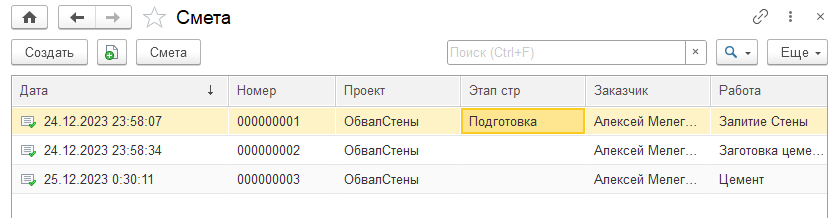 Смета
Создать Смета Поиск (Ctrl+F) × Еще
Дата ↓ Номер Проект Этап стр Заказчик Работа
24.12.2023 23:58:07 000000001 ОбвалСтены Подготовка Алексей Мелег... Залитие Стены
24.12.2023 23:58:34 000000002 ОбвалСтены Алексей Мелег... Заготовка цеме...
25.12.2023 0:30:11 000000003 ОбвалСтены Алексей Мелег... Цемент